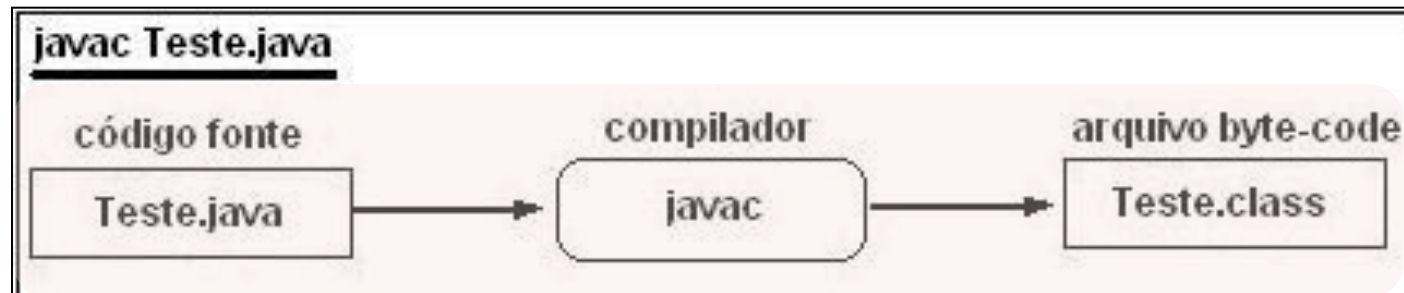 javac Teste.java
código fonte
compilador
arquivo byte-code
Teste.java
javac
Teste.class